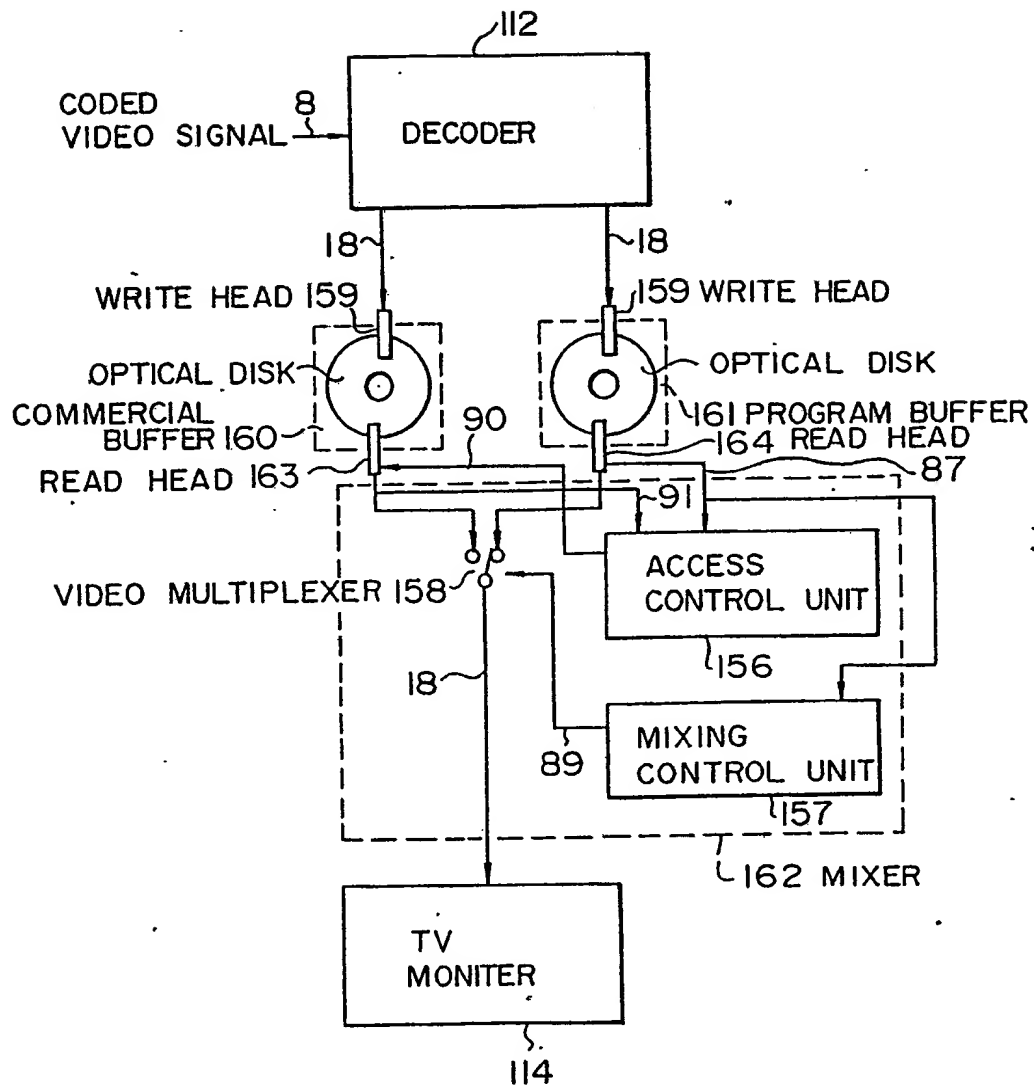 112
CODED
VIDEO SIGNAL
8
DECODER
18
18
WRITE HEAD 159
159 WRITE HEAD
OPTICAL DISK
OPTICAL DISK
COMMERCIAL
BUFFER 160
161 PROGRAM BUFFER
90
164 READ HEAD
READ HEAD 163
87
91
ACCESS
CONTROL UNIT
VIDEO MULTIPLEXER 158
156
18
MIXING
CONTROL UNIT
89
157
162 MIXER
TV
MONITER
114